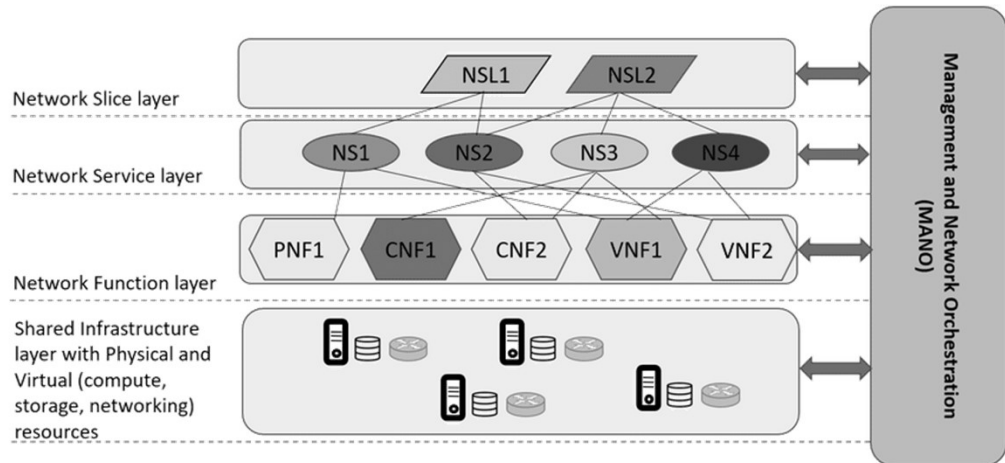 NSL1 NSL2
Network Slice layer
NS1 NS2 NS3 NS4
Network Service layer
PNF1 CNF1 CNF2 VNF1 VNF2
Network Function layer
Shared Infrastructure
layer with Physical and
Virtual (compute,
storage, networking)
resources
Management and Network Orchestration
(MANO)